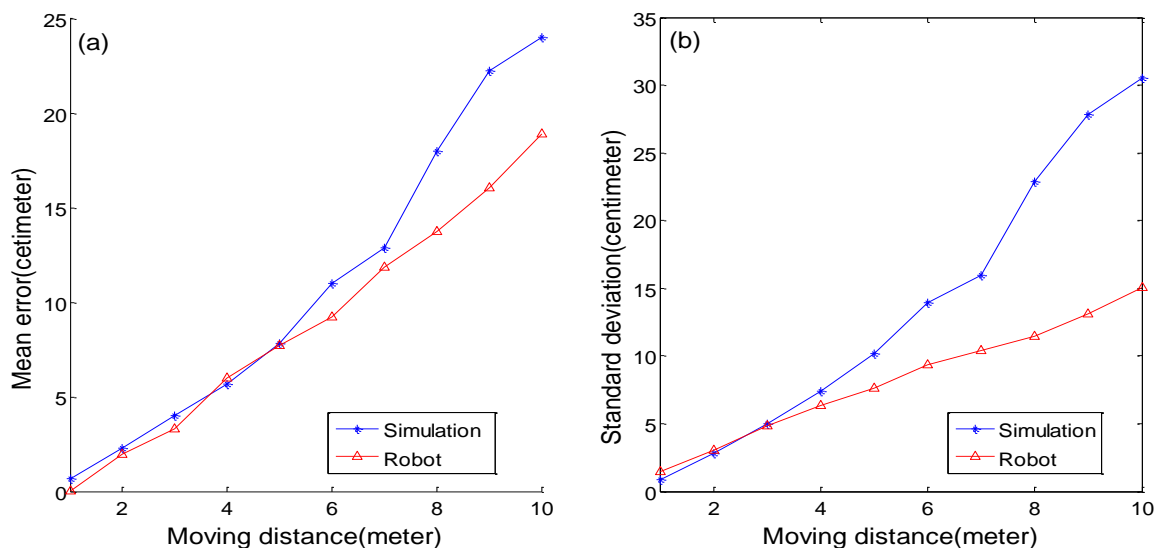 (a)
25
20
15
10
5
0
2
4
6
8
10
Mean error(cetimeter)
Moving distance(meter)
Simulation
Robot
(b)
35
30
25
20
15
10
5
0
2
4
6
8
10
Standard deviation(centimeter)
Moving distance(meter)
Simulation
Robot